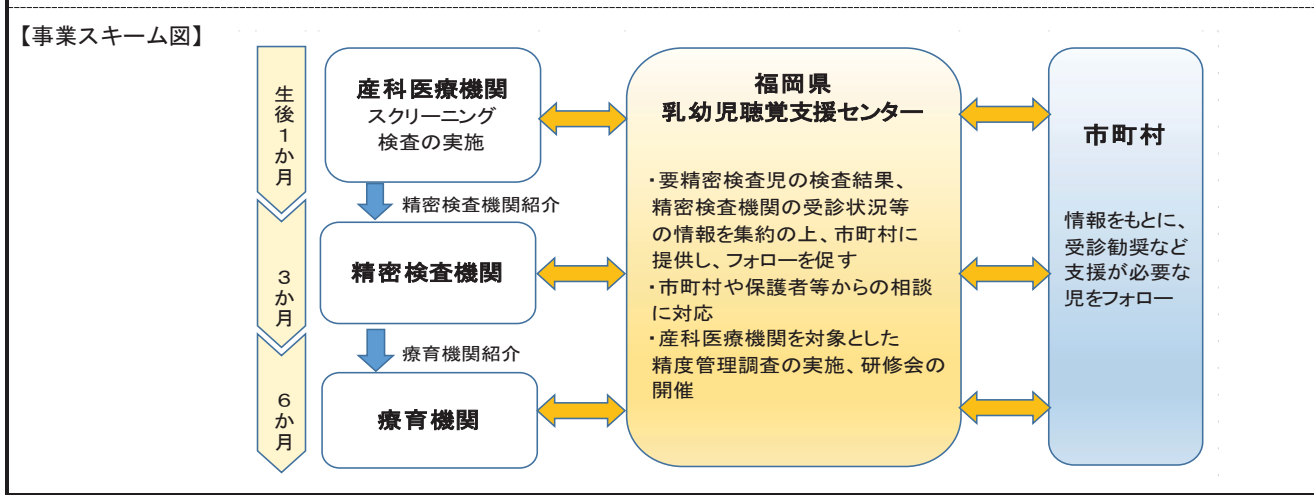 【事業スキーム図】
生後1か月
3か月
6か月
産科医療機関
スクリーニング
検査の実施
精密検査機関紹介
精密検査機関
療育機関紹介
療育機関
福岡県
乳幼児聴覚支援センター
・要精密検査児の検査結果、
精密検査機関の受診状況等
の情報を集約の上、市町村に
提供し、フォローを促す
・市町村や保護者等からの相談
に対応
・産科医療機関を対象とした
精度管理調査の実施、研修会の
開催
市町村
情報をもとに、
受診勧奨など
支援が必要な
児をフォロー